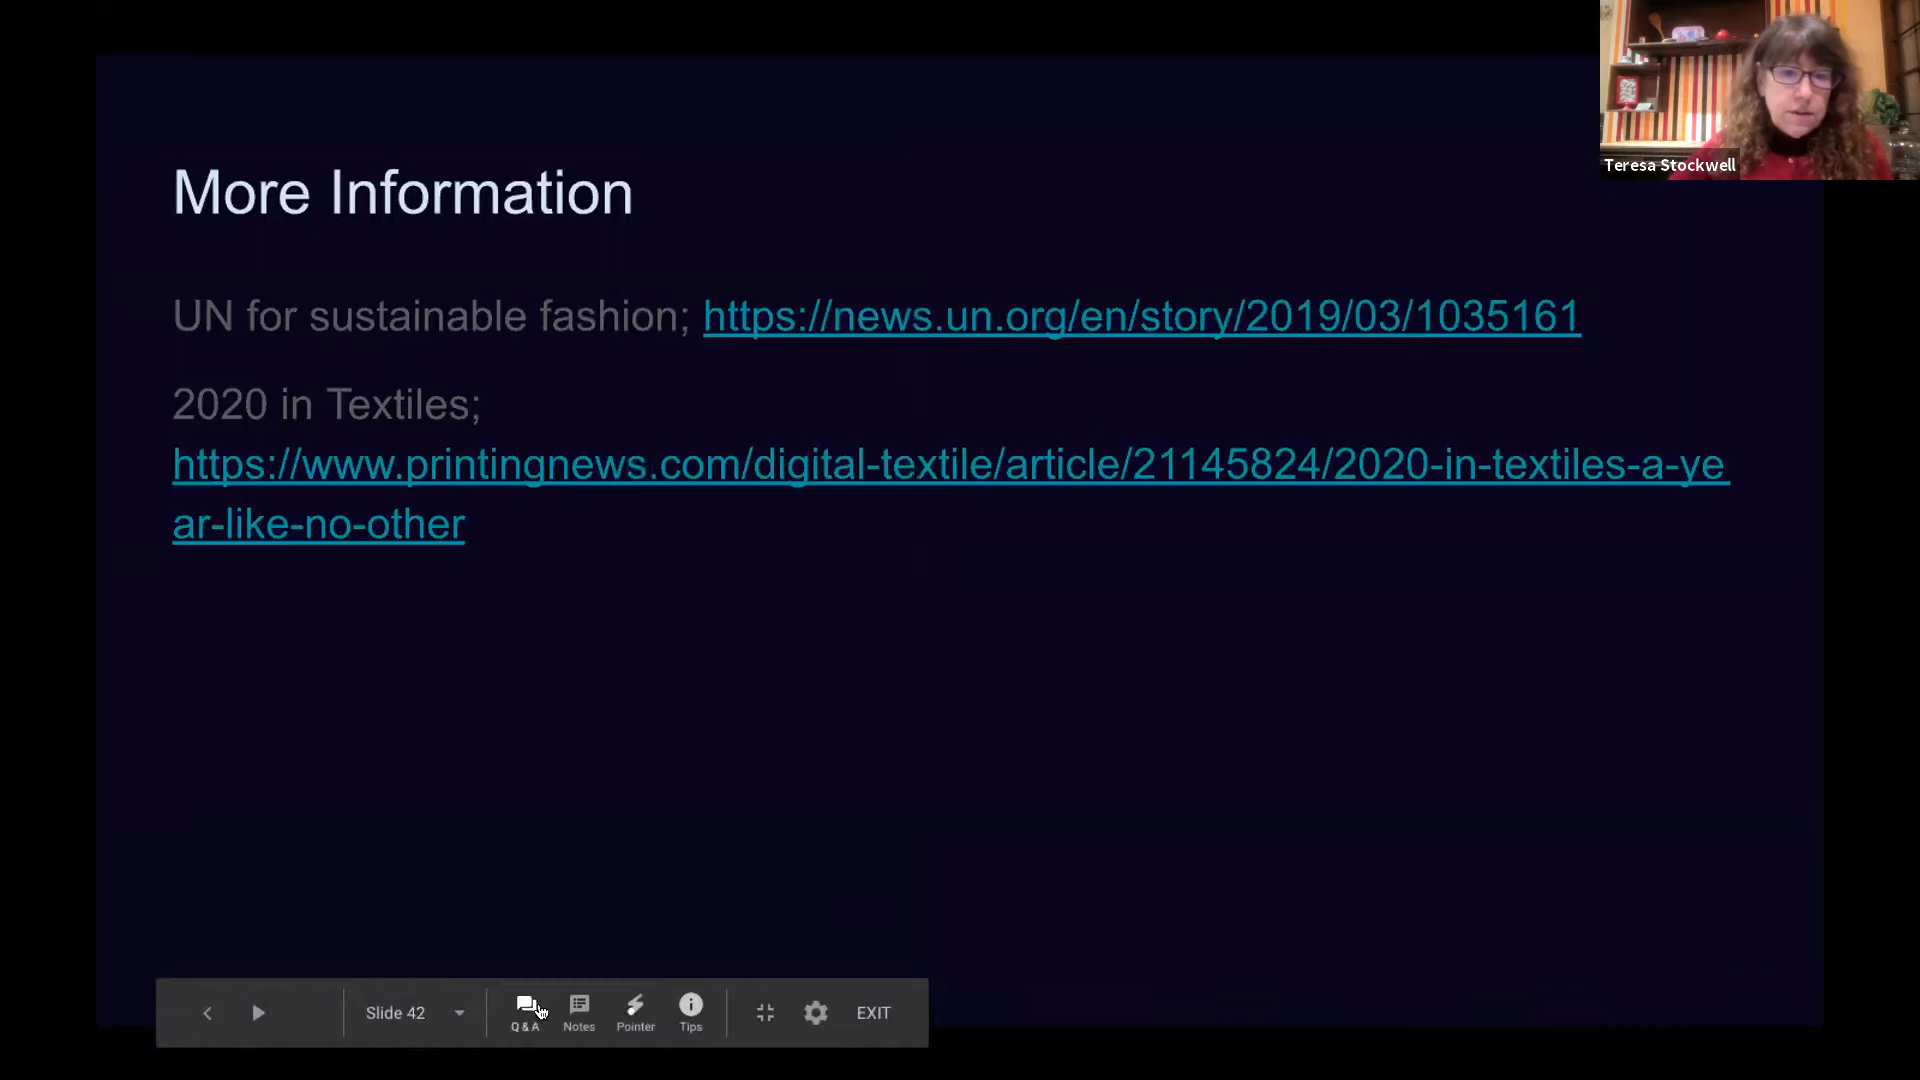 Teresa Stockwell
More Information
UN for sustainable fashion; https://news.un.org/en/story/2019/03/1035161
2020 in Textiles;
https://www.printingnews.com/digital-textile/article/21145824/2020-in-textiles-a-ye
ar-like-no-other
Slide 42
Q & A Notes Pointer Tips
EXIT